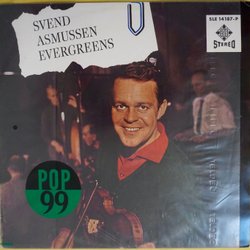 SVEND
ASMUSSEN
EVERGREENS
SLE 14187-P
STEREO
POP
99